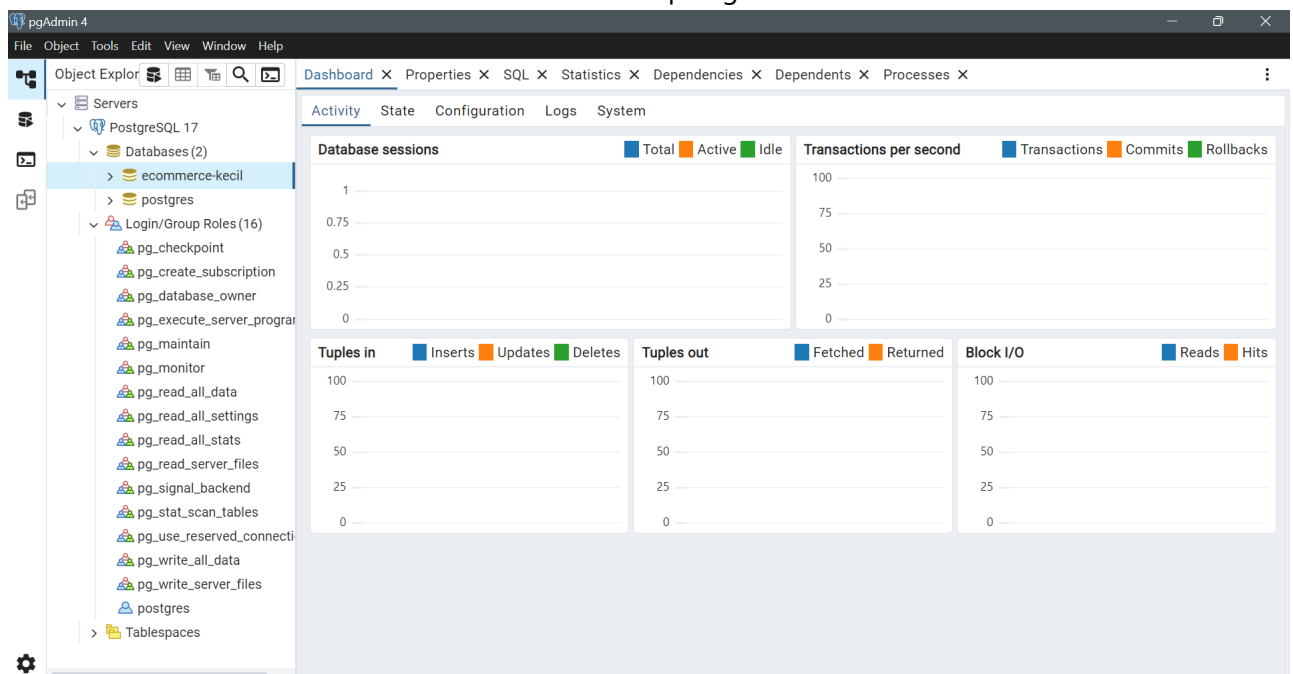 pgAdmin 4
File Object Tools Edit View Window Help
Object Explor
Dashboard Properties SQL Statistics Dependencies Dependents Processes
Servers
PostgreSQL 17
Databases (2)
ecommerce-kecil
postgres
Login/Group Roles (16)
pg_checkpoint
pg_create_subscription
pg_database_owner
pg_execute_server_progra
pg_maintain
pg_monitor
pg_read_all_data
pg_read_all_settings
pg_read_all_stats
pg_read_server_files
pg_signal_backend
pg_stat_scan_tables
pg_use_reserved_connecti
pg_write_all_data
pg_write_server_files
postgres
Tablespaces
Activity State Configuration Logs System
Database sessions Total Active Idle
1
0.75
0.5
0.25
0
Transactions per second Transactions Commits Rollbacks
100
75
50
25
0
Tuples in Inserts Updates Deletes
100
75
50
25
0
Tuples out Fetched Returned
100
75
50
25
0
Block I/O Reads Hits
100
75
50
25
0